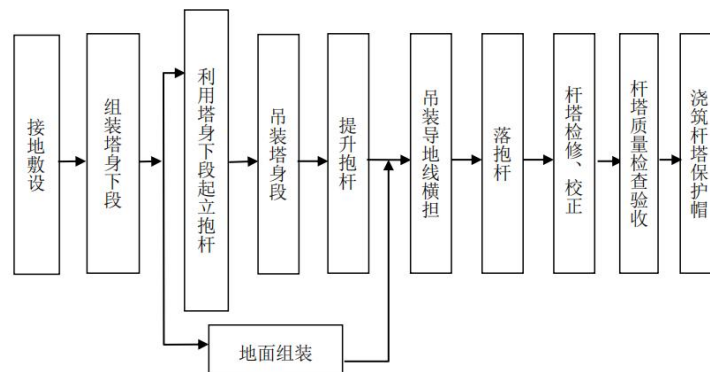 接地敷设
组装塔身下段
利用塔身下段起立抱杆
吊装塔身段
提升抱杆
吊装导地线横担
落抱杆
杆塔检修、校正
杆塔质量检查验收
浇筑杆塔保护帽
地面组装